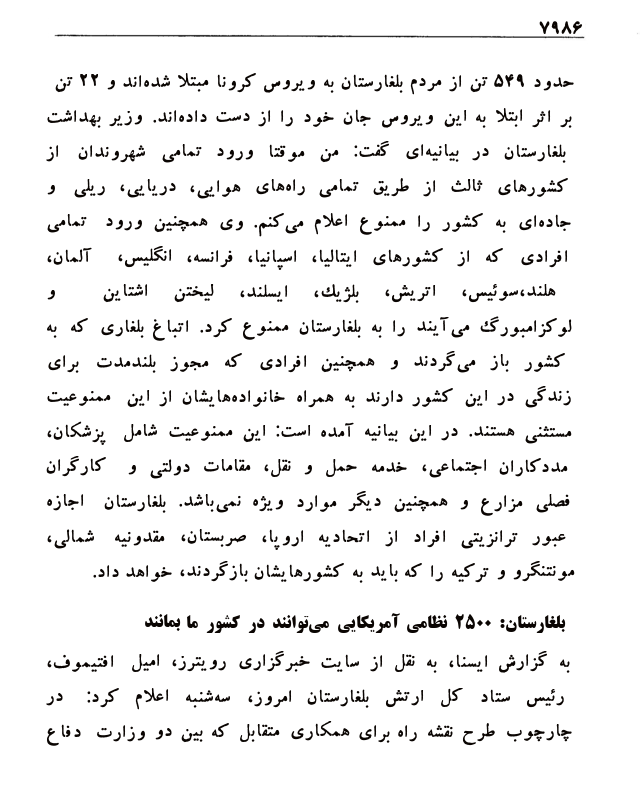 ۷۹۸۶
حدود ۵۴۹ تن از مردم بلغارستان به ویروس کرونا مبتلا شده‌اند و ۲۲ تن
بر اثر ابتلا به این ویروس جان خود را از دست داده‌اند. وزیر بهداشت
بلغارستان در بیانیه‌ای گفت: من موقتا ورود تمامی شهروندان از
کشورهای ثالث از طریق تمامی راه‌های هوایی، دریایی، ریلی و
جاده‌ای به کشور را ممنوع اعلام می‌کنم. وی همچنین ورود تمامی
افرادی که از کشورهای ایتالیا، اسپانیا، فرانسه، انگلیس، آلمان،
هلند،سوئیس، اتریش، بلژیك، ایسلند، لیختن اشتاین و
لوکزامبورگ می‌آیند را به بلغارستان ممنوع کرد. اتباغ بلغاری که به
کشور باز می‌گردند و همچنین افرادی که مجوز بلندمدت برای
زندگی در این کشور دارند به همراه خانواده‌هایشان از این ممنوعیت
مستثنی هستند. در این بیانیه آمده است: این ممنوعیت شامل پزشکان،
مددکاران اجتماعی، خدمه حمل و نقل، مقامات دولتی و کارگران
فصلی مزارع و همچنین دیگر موارد ویژه نمی‌باشد. بلغارستان اجازه
عبور ترانزیتی افراد از اتحادیه اروپا، صربستان، مقدونیه شمالی،
مونتنگرو و ترکیه را که باید به کشورهایشان بازگردند، خواهد داد.
بلغارستان: ۲۵۰۰ نظامی آمریکایی می‌توانند در کشور ما بمانند
به گزارش ایسنا، به نقل از سایت خبرگزاری رویترز، امیل افتیموف،
رئیس ستاد کل ارتش بلغارستان امروز، سه‌شنبه اعلام کرد: در
چارچوب طرح نقشه راه برای همکاری متقابل که بین دو وزارت دفاع